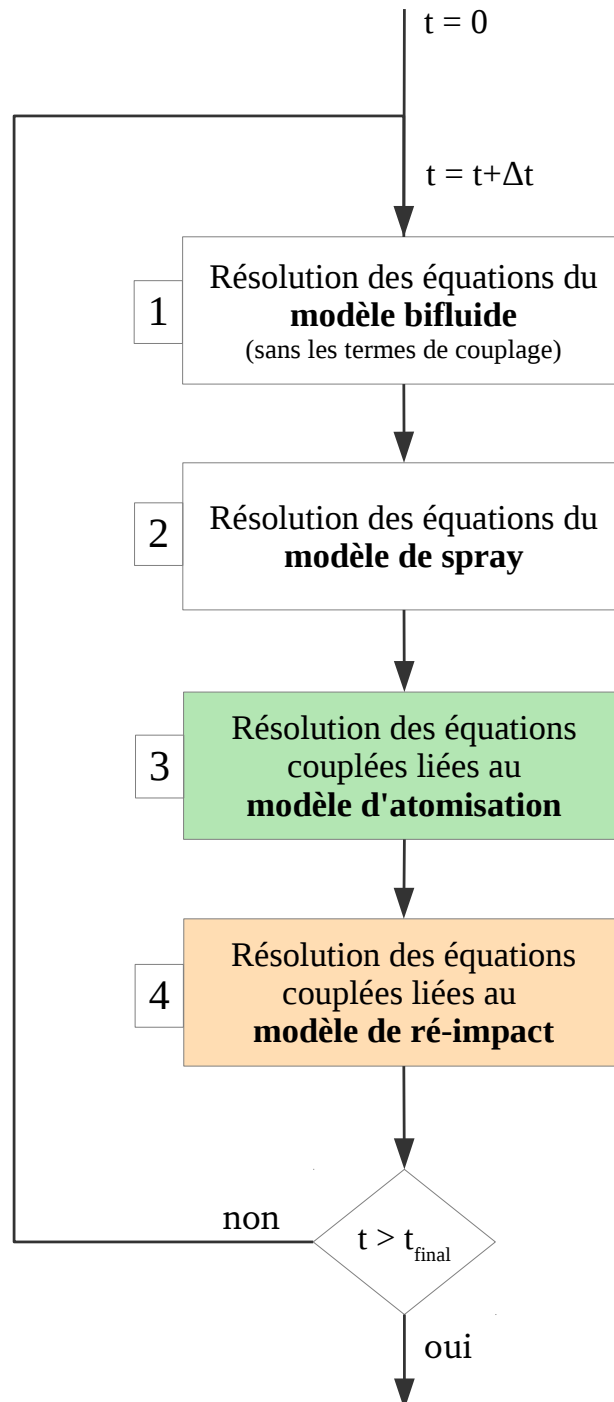 t = 0
t = t+Δt
1
Résolution des équations du
modèle bifluide
(sans les termes de couplage)
2
Résolution des équations du
modèle de spray
3
Résolution des équations
couplées liées au
modèle d'atomisation
4
Résolution des équations
couplées liées au
modèle de ré-impact
non
t > t_final
oui